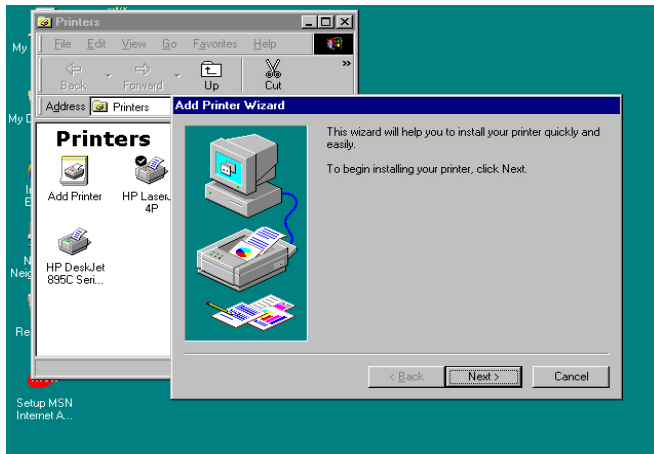 Printers
File Edit View Go Favorites Help
Back Forward Up Cut »
Address Printers
Printers
Add Printer
HP Laser
4P
HP DeskJet
895C Seri...
Add Printer Wizard
This wizard will help you to install your printer quickly and
easily.
To begin installing your printer, click Next.
< Back Next > Cancel
My
My
Setup MSN
Internet A...